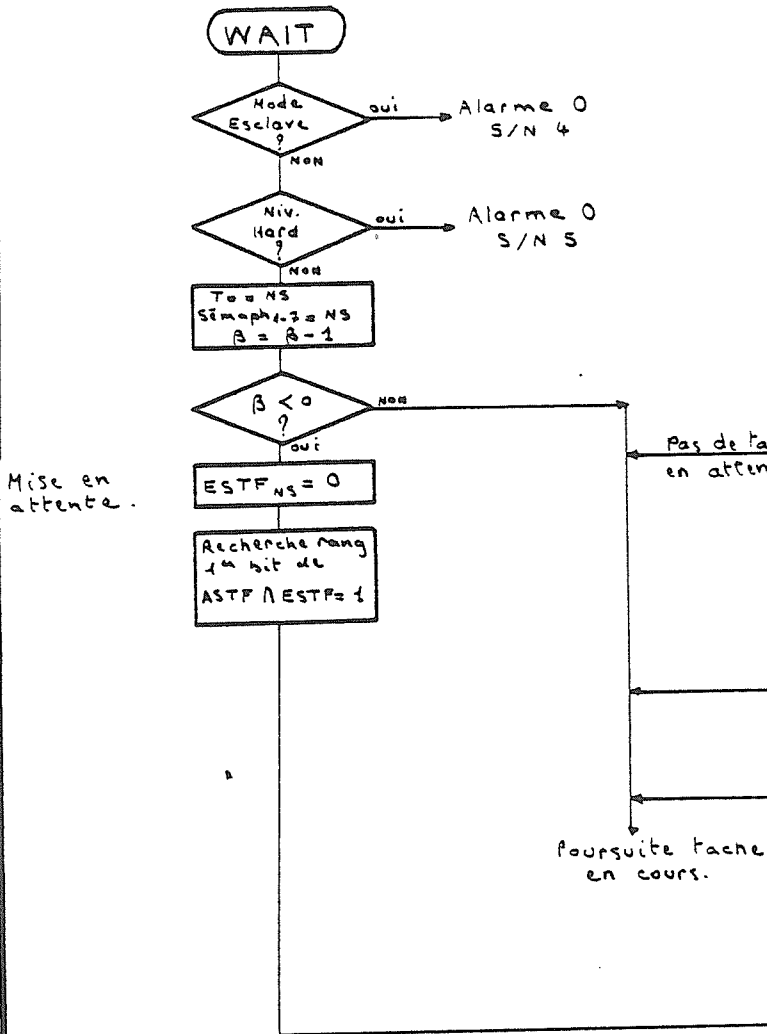 WAIT
Mode
Esclave
?
oui
Alarme 0
S/N 4
NON
Niv.
Hard
?
oui
Alarme 0
S/N 5
NON
T = NS
Sémaph 1-7 = NS
β = β - 1
β < 0
?
NON
oui
Pas de ta
en atten
Mise en
attente.
ESTF NS = 0
Recherche rang
1er bit de
ASTF ∩ ESTF = 1
Poursuite tache
en cours.